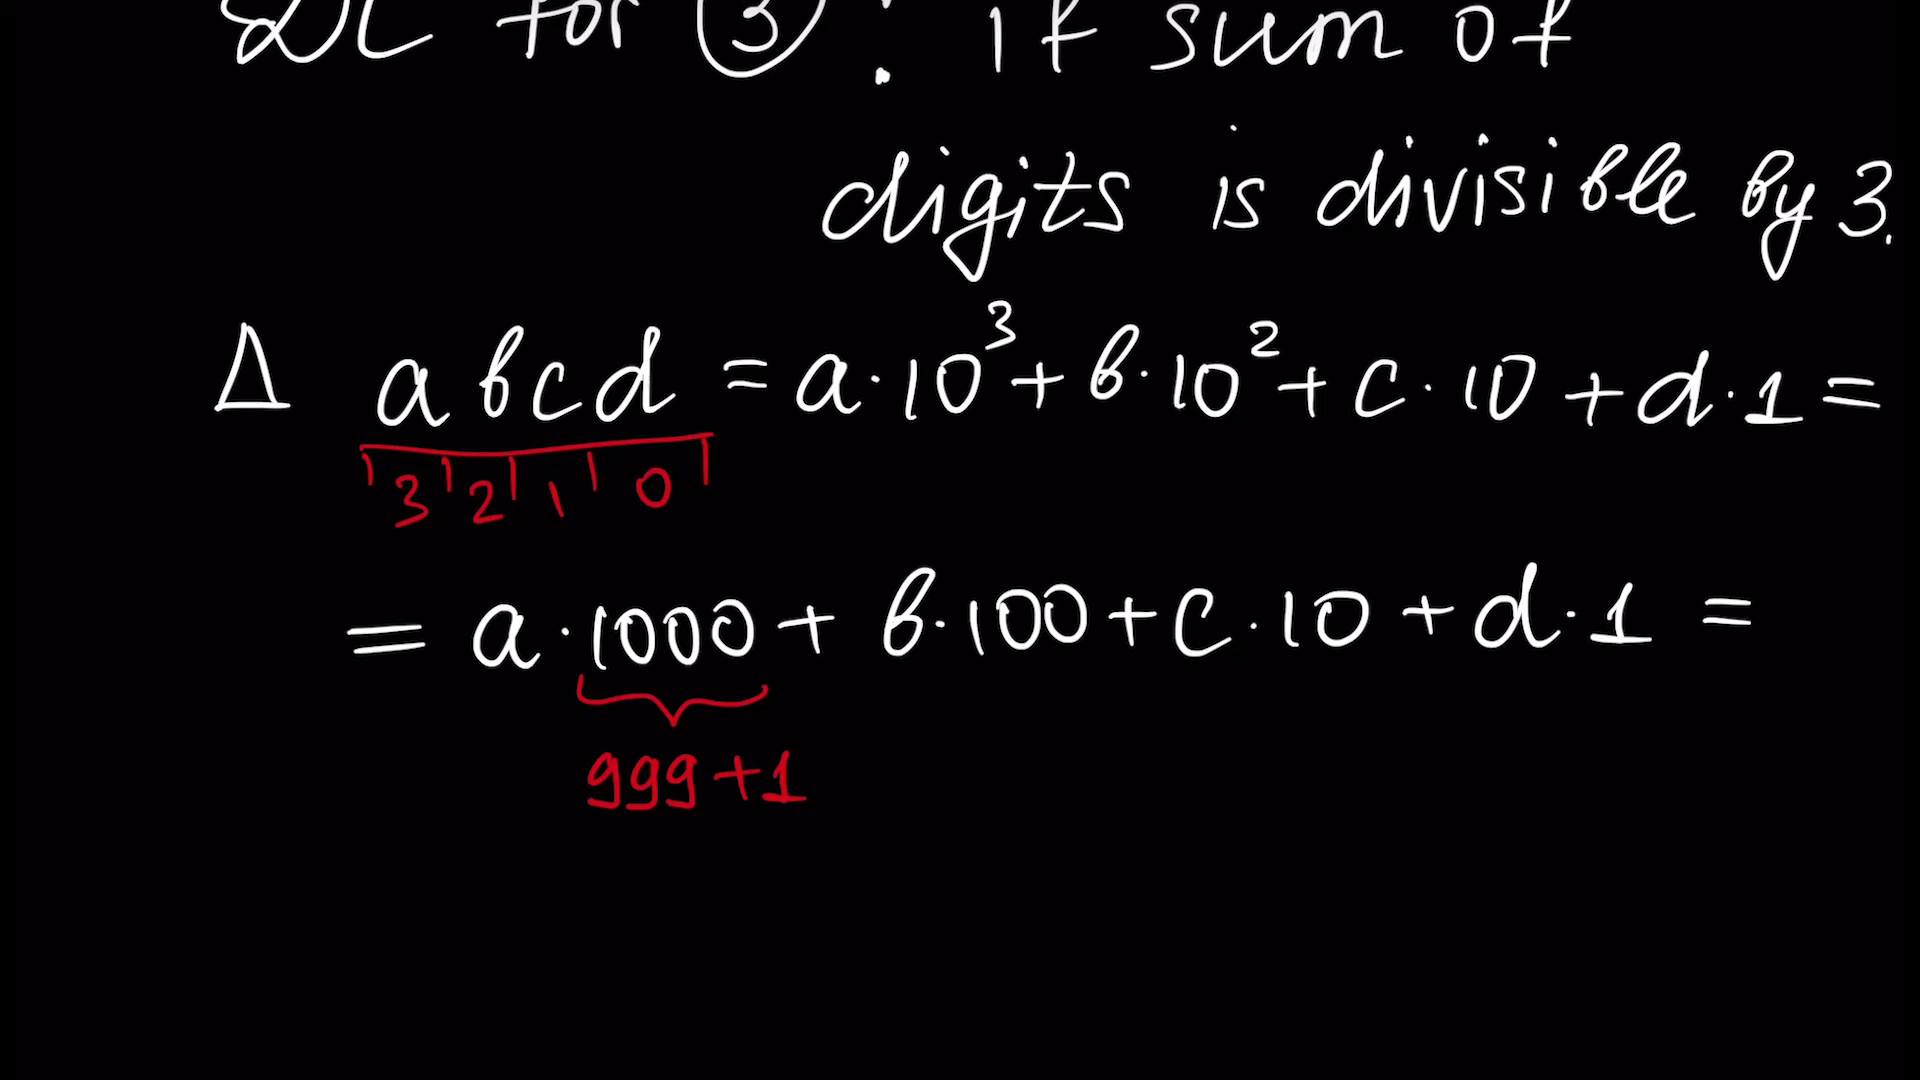 DC for 3 : if sum of
digits is divisible by 3.
Δ abcd = a·10³ + b·10² + c·10 + d·1 =
3 2 1 0
= a·1000 + b·100 + c·10 + d·1 =
999+1